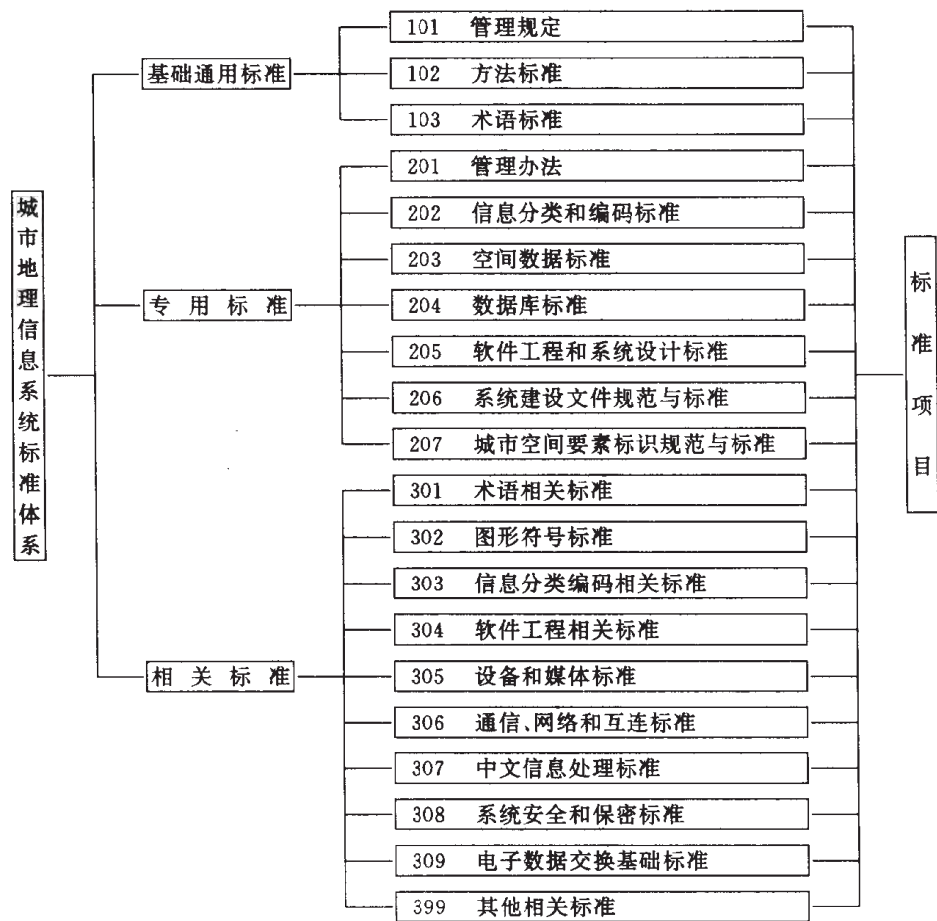 城市地理信息系统标准体系
基础通用标准
101 管理规定
102 方法标准
103 术语标准
专用标准
201 管理办法
202 信息分类和编码标准
203 空间数据标准
204 数据库标准
205 软件工程和系统设计标准
206 系统建设文件规范与标准
207 城市空间要素标识规范与标准
相关标准
301 术语相关标准
302 图形符号标准
303 信息分类编码相关标准
304 软件工程相关标准
305 设备和媒体标准
306 通信、网络和互连标准
307 中文信息处理标准
308 系统安全和保密标准
309 电子数据交换基础标准
399 其他相关标准
标准项目